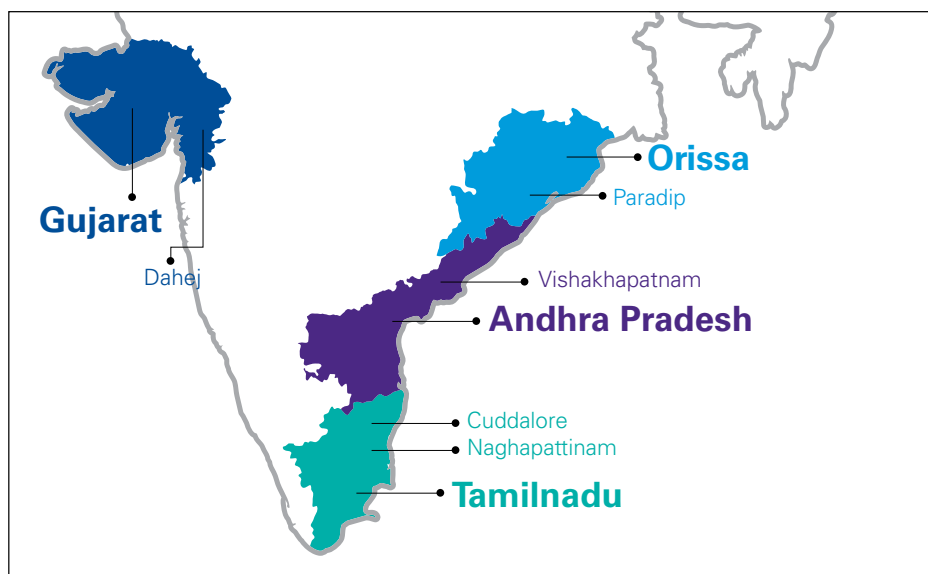 Orissa
Paradip
Gujarat
Dahej
Vishakhapatnam
Andhra Pradesh
Cuddalore
Naghapattinam
Tamilnadu